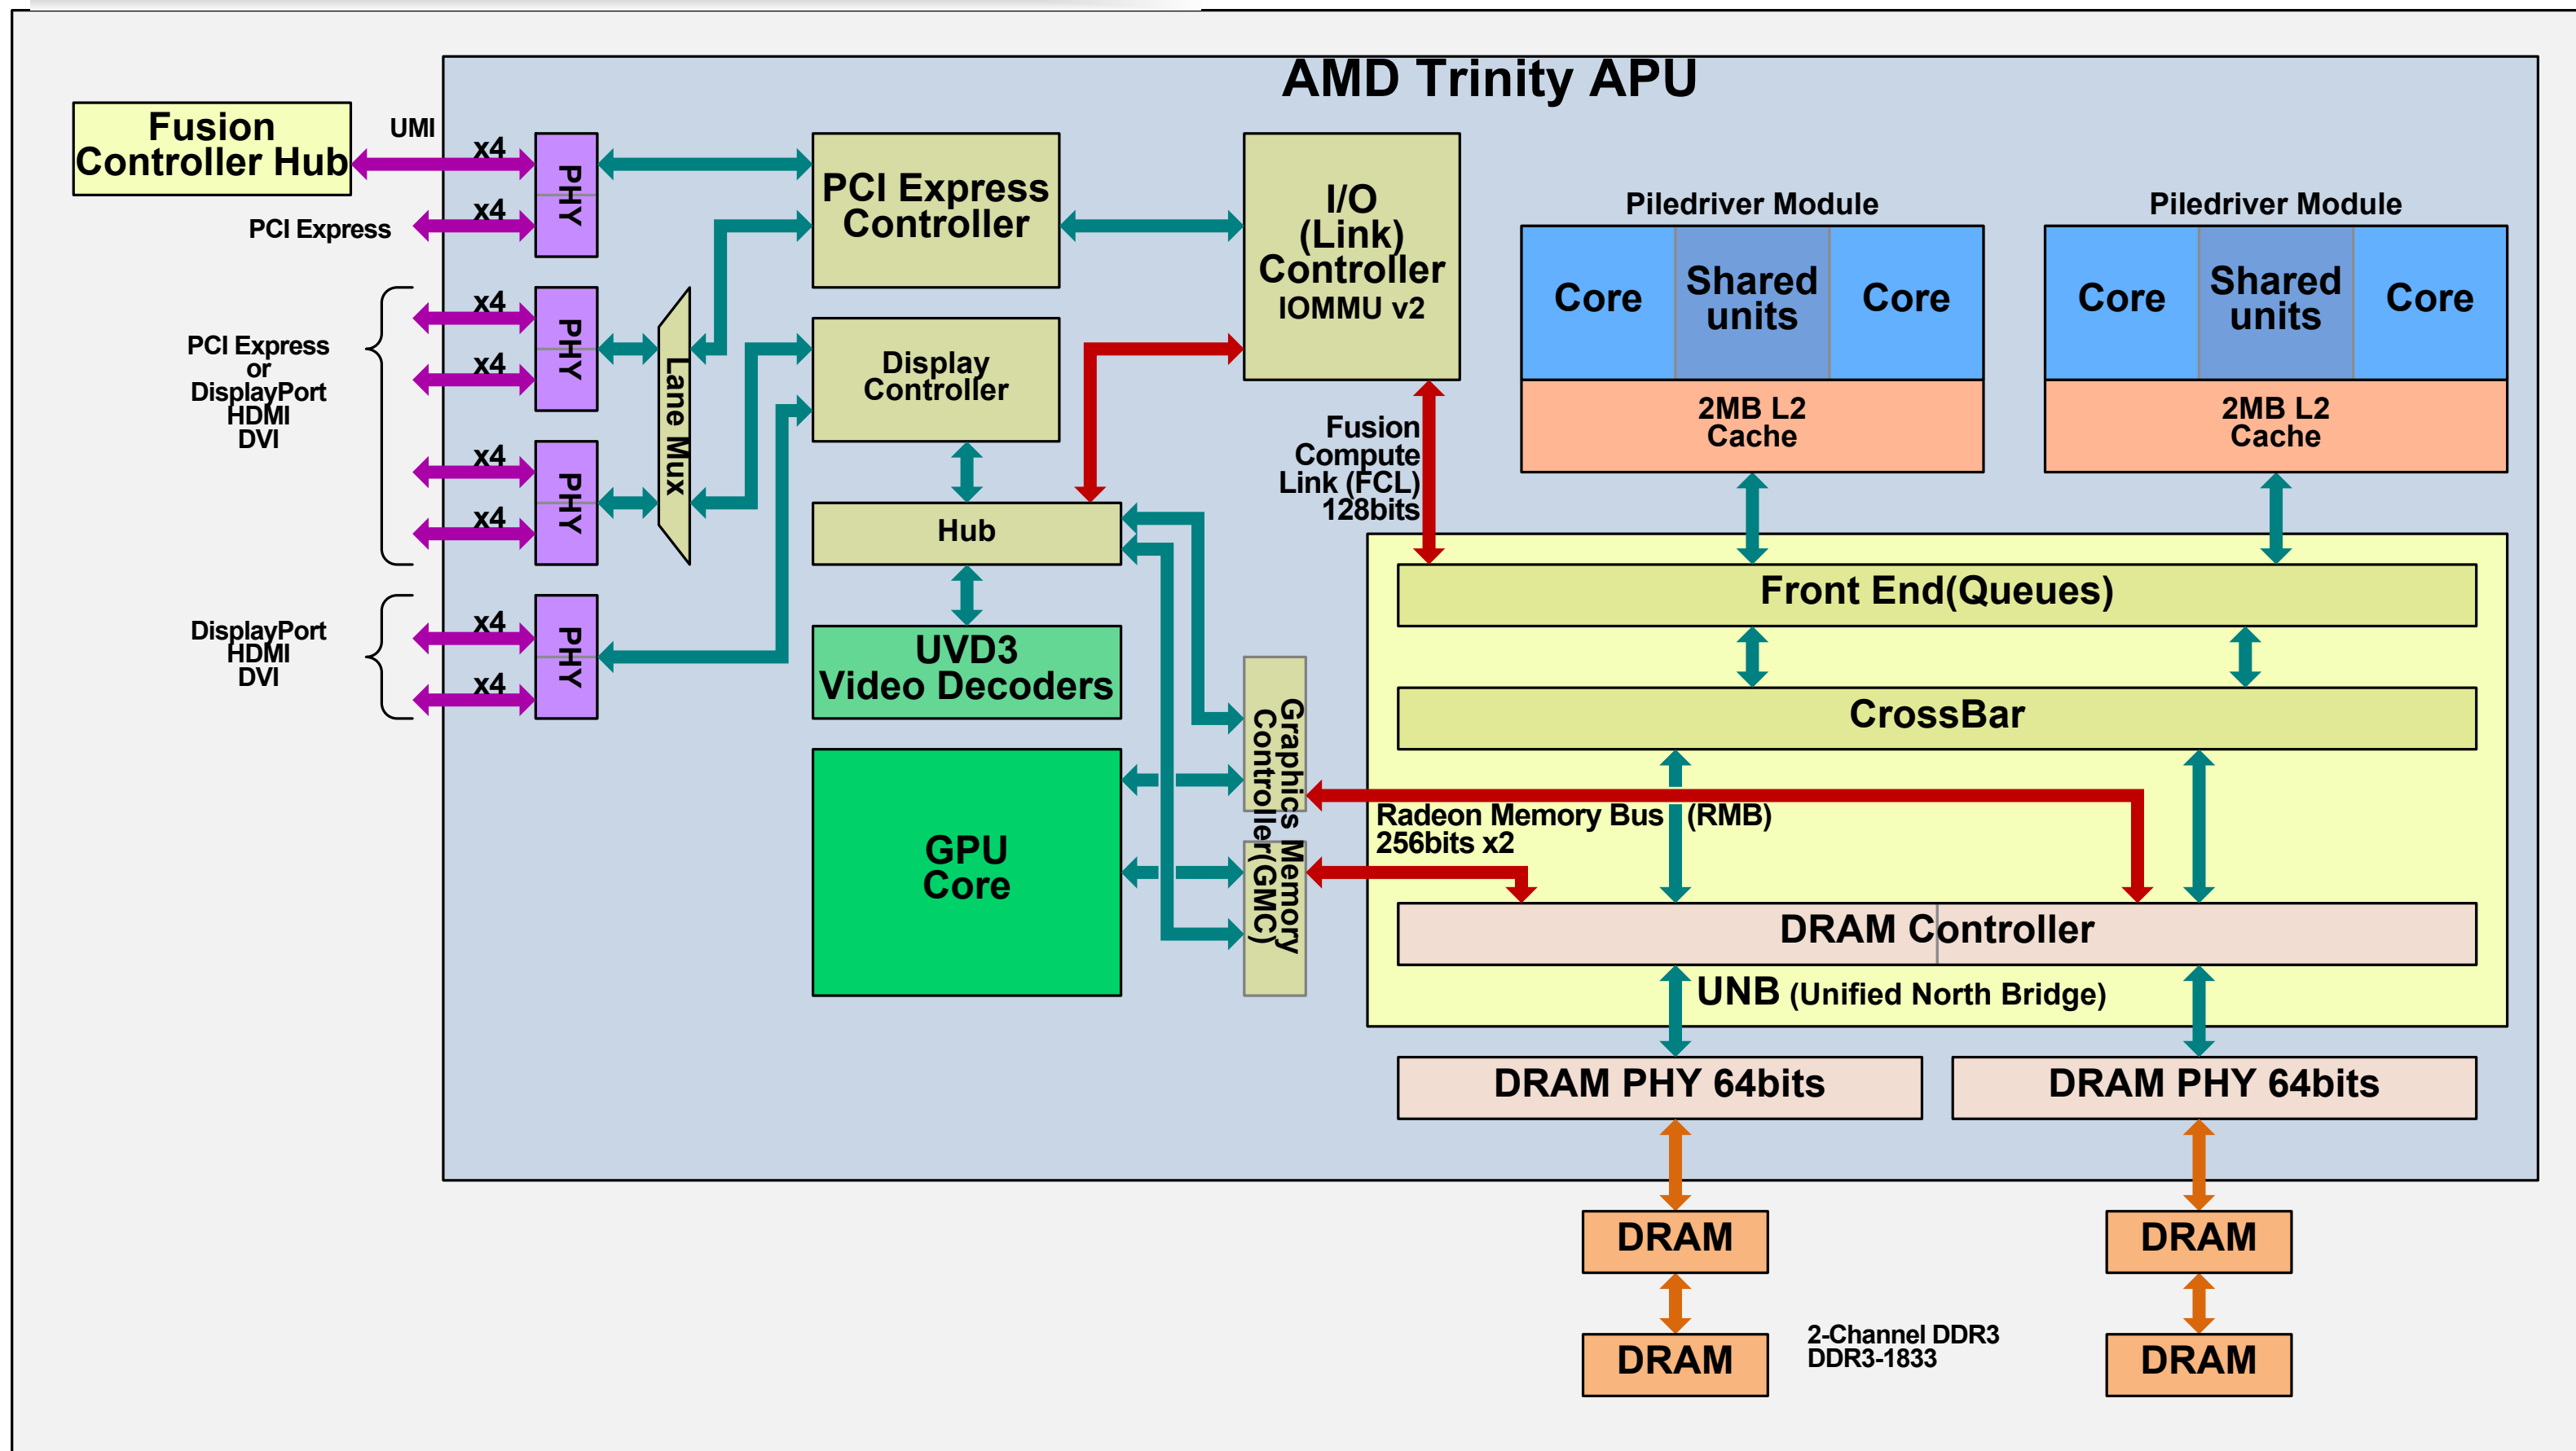 AMD Trinity APU
Fusion
Controller Hub
UMI
x4
x4
PHY
PCI Express
PCI Express
Controller
I/O
(Link)
Controller
IOMMU v2
Piledriver Module
Core
Shared
units
Core
2MB L2
Cache
Piledriver Module
Core
Shared
units
Core
2MB L2
Cache
PCI Express
or
DisplayPort
HDMI
DVI
x4
x4
PHY
x4
x4
PHY
Lane Mux
Display
Controller
Fusion
Compute
Link (FCL)
128bits
Hub
Front End(Queues)
DisplayPort
HDMI
DVI
x4
x4
PHY
UVD3
Video Decoders
CrossBar
GPU
Core
Graphics Memory
Controller(GMC)
Radeon Memory Bus (RMB)
256bits x2
DRAM Controller
UNB (Unified North Bridge)
DRAM PHY 64bits
DRAM PHY 64bits
DRAM
DRAM
DRAM
2-Channel DDR3
DDR3-1833
DRAM